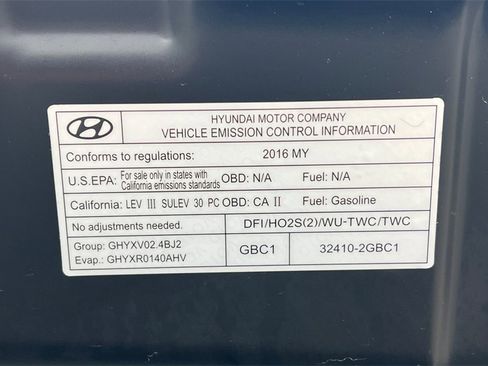 HYUNDAI MOTOR COMPANY
VEHICLE EMISSION CONTROL INFORMATION
Conforms to regulations: 2016 MY
U.S.EPA: For sale only in states with California emissions standards OBD: N/A Fuel: N/A
California: LEV III SULEV 30 PC OBD: CA II Fuel: Gasoline
No adjustments needed. DFI/HO2S(2)/WU-TWC/TWC
Group: GHYXV02.4BJ2
Evap.: GHYXR0140AHV
GBC1 32410-2GBC1